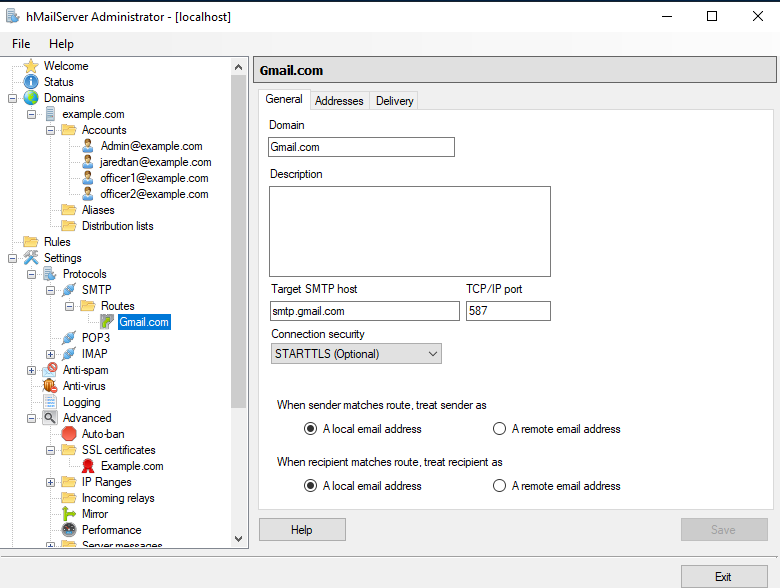 hMailServer Administrator - [localhost]
File Help
Welcome
Status
Domains
example.com
Accounts
Admin@example.com
jaredtan@example.com
officer1@example.com
officer2@example.com
Aliases
Distribution lists
Rules
Settings
Protocols
SMTP
Routes
Gmail.com
POP3
IMAP
Anti-spam
Anti-virus
Logging
Advanced
Auto-ban
SSL certificates
Example.com
IP Ranges
Incoming relays
Mirror
Performance
Server messages
Gmail.com
General Addresses Delivery
Domain
Gmail.com
Description
Target SMTP host TCP/IP port
smtp.gmail.com 587
Connection security
STARTTLS (Optional)
When sender matches route, treat sender as
A local email address A remote email address
When recipient matches route, treat recipient as
A local email address A remote email address
Help Save
Exit